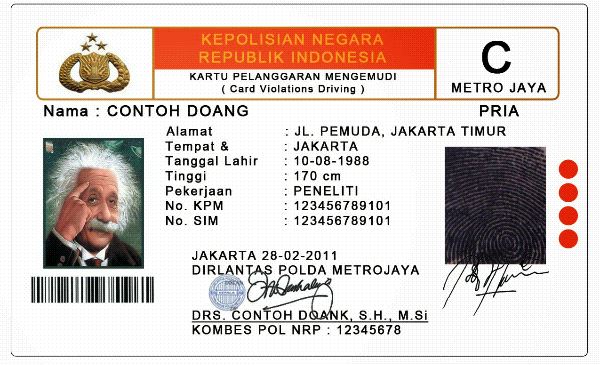 KEPOLISIAN NEGARA
REPUBLIK INDONESIA
KARTU PELANGGARAN MENGEMUDI
( Card Violations Driving )
C
METRO JAYA
Nama : CONTOH DOANG
PRIA
Alamat : JL. PEMUDA, JAKARTA TIMUR
Tempat & : JAKARTA
Tanggal Lahir : 10-08-1988
Tinggi : 170 cm
Pekerjaan : PENELITI
No. KPM : 123456789101
No. SIM : 123456789101
JAKARTA 28-02-2011
DIRLANTAS POLDA METROJAYA
DRS. CONTOH DOANK, S.H., M.Si
KOMBES POL NRP : 12345678